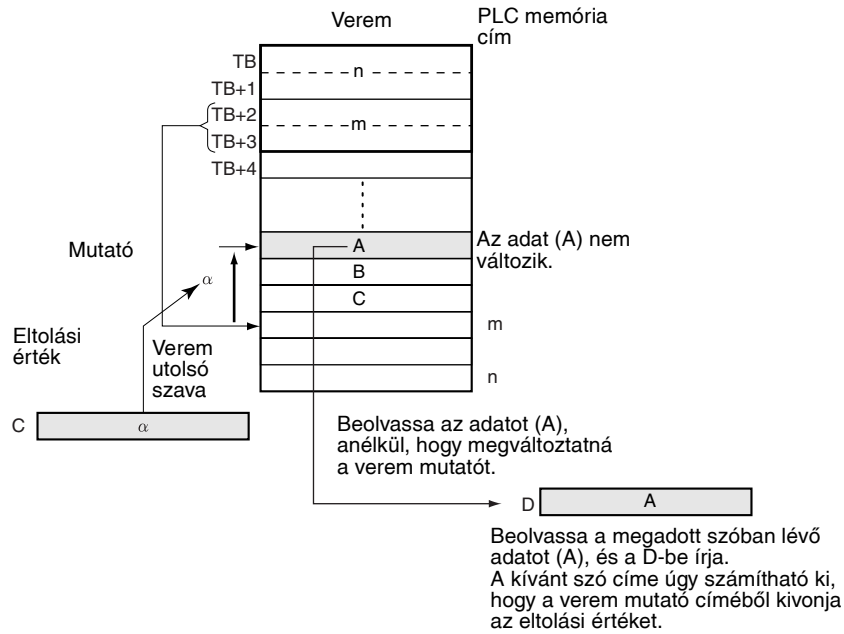 Verem
PLC memória
cím
TB
n
TB+1
TB+2
m
TB+3
TB+4
Mutató
A
Az adat (A) nem
változik.
B
α
C
m
Eltolási
érték
Verem
utolsó
szava
n
C
α
Beolvassa az adatot (A),
anélkül, hogy megváltoztatná
a verem mutatót.
D
A
Beolvassa a megadott szóban lévő
adatot (A), és a D-be írja.
A kívánt szó címe úgy számítható ki,
hogy a verem mutató címéből kivonja
az eltolási értéket.